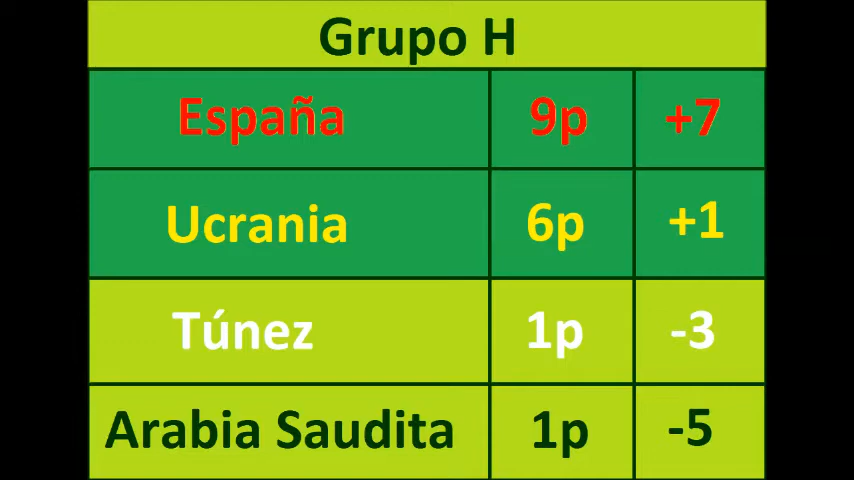 Grupo H
España 9p +7
Ucrania 6p +1
Túnez 1p -3
Arabia Saudita 1p -5